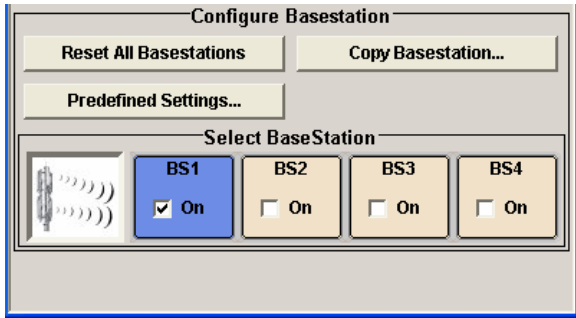 Configure Basestation
Reset All Basestations
Copy Basestation...
Predefined Settings...
Select BaseStation
BS1
BS2
BS3
BS4
On
On
On
On